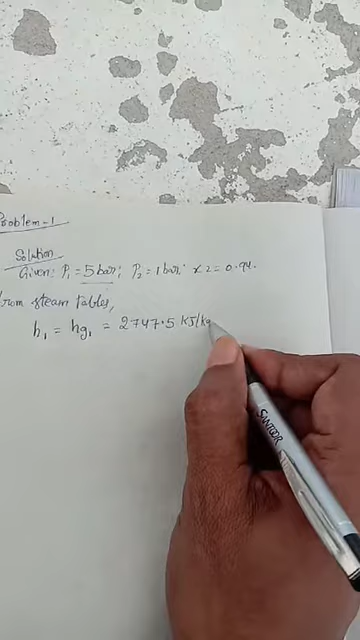 Problem-1
Solution
Given: P₁ = 5 bar; P₂ = 1 bar; x2 = 0.94.
from steam tables,
h₁ = hg₁ = 2747.5 kJ/kg
SANTOOR